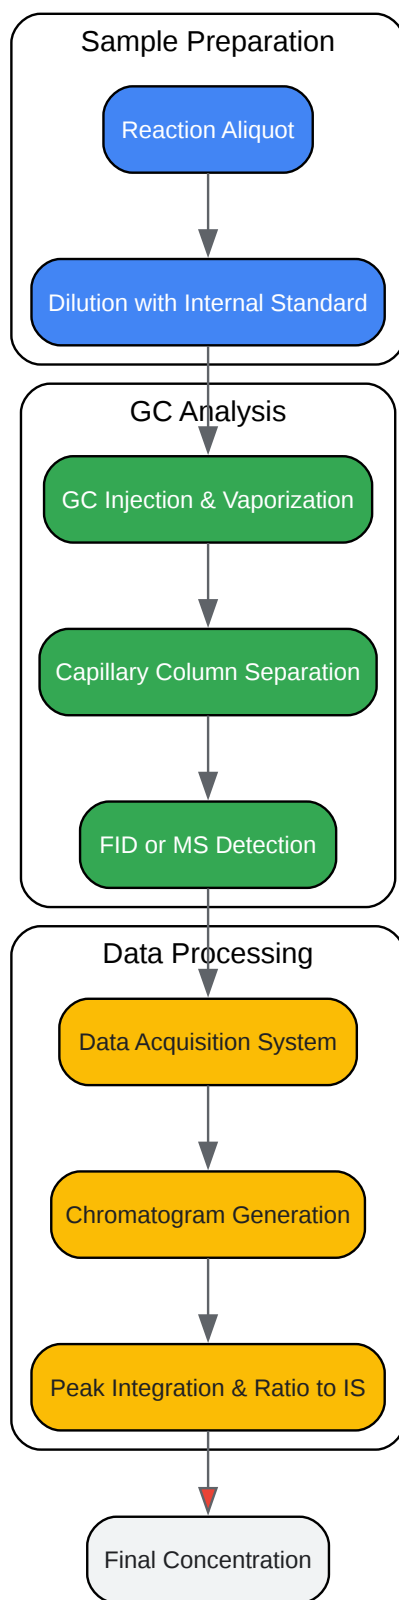 Sample Preparation
Reaction Aliquot
Dilution with Internal Standard
GC Analysis
GC Injection & Vaporization
Capillary Column Separation
FID or MS Detection
Data Processing
Data Acquisition System
Chromatogram Generation
Peak Integration & Ratio to IS
Final Concentration